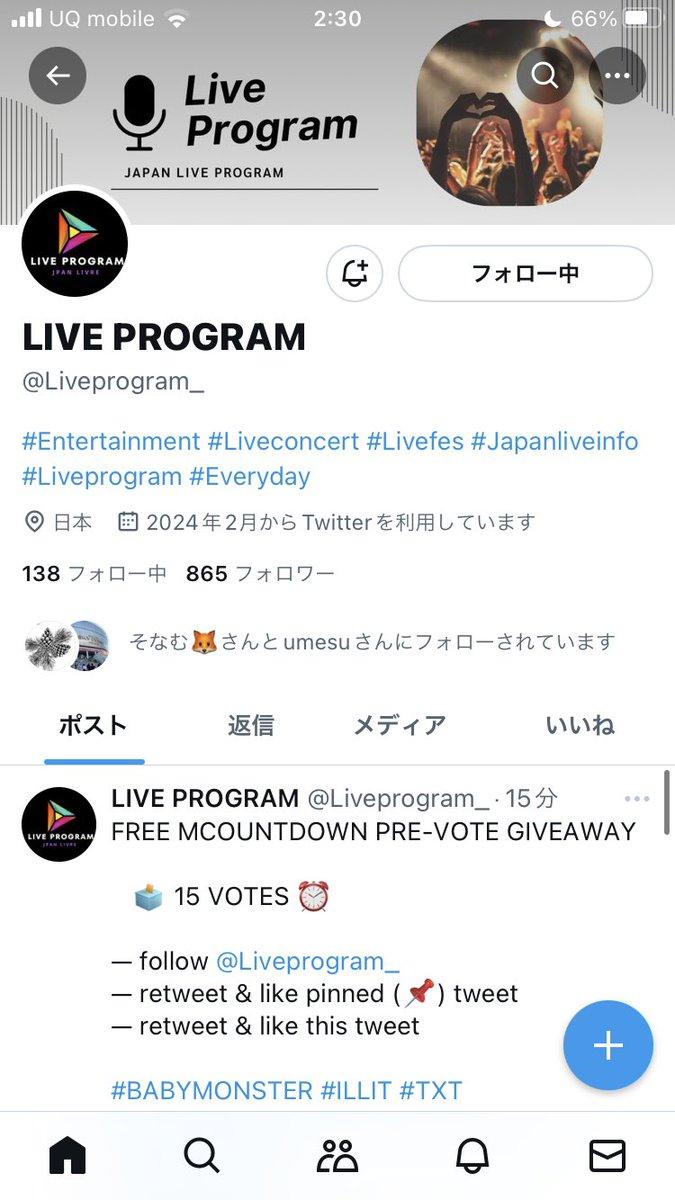 UQ mobile 2:30 66%
Live
Program
JAPAN LIVE PROGRAM
LIVE PROGRAM
JPAN LIVRE
フォロー中
LIVE PROGRAM
@Liveprogram_
#Entertainment #Liveconcert #Livefes #Japanliveinfo
#Liveprogram #Everyday
日本 2024年2月からTwitterを利用しています
138 フォロー中 865 フォロワー
そなむ🦊さんとumesuさんにフォローされています
ポスト 返信 メディア いいね
LIVE PROGRAM @Liveprogram_ · 15分
LIVE PROGRAM
JPAN LIVRE
FREE MCOUNTDOWN PRE-VOTE GIVEAWAY
🗳️ 15 VOTES ⏰
— follow @Liveprogram_
— retweet & like pinned (📌) tweet
— retweet & like this tweet
#BABYMONSTER #ILLIT #TXT